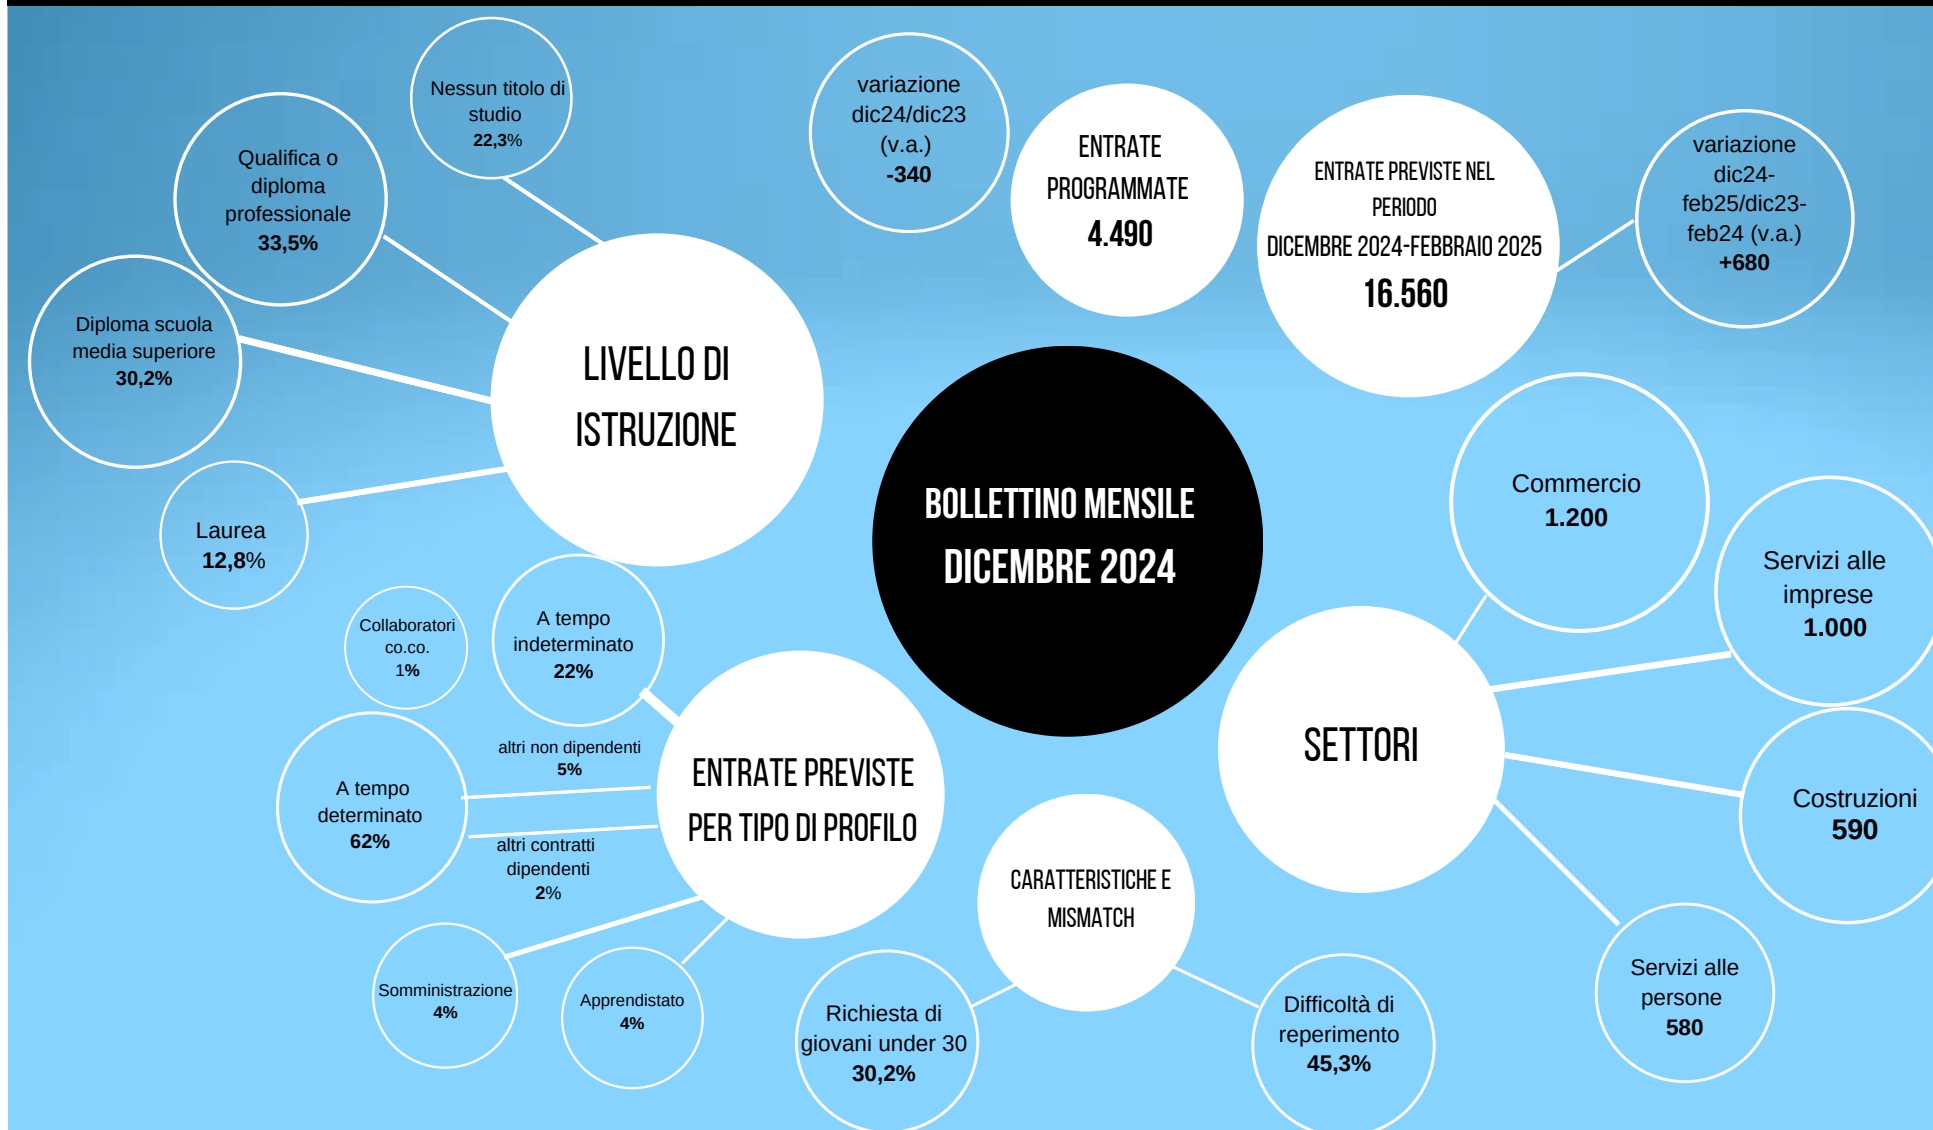 Nessun titolo di
studio
22,3%
Qualifica o
diploma
professionale
33,5%
Diploma scuola
media superiore
30,2%
Laurea
12,8%
LIVELLO DI
ISTRUZIONE
variazione
dic24/dic23
(v.a.)
-340
ENTRATE
PROGRAMMATE
4.490
ENTRATE PREVISTE NEL
PERIODO
DICEMBRE 2024-FEBBRAIO 2025
16.560
variazione
dic24-
feb25/dic23-
feb24 (v.a.)
+680
BOLLETTINO MENSILE
DICEMBRE 2024
Commercio
1.200
Servizi alle
imprese
1.000
SETTORI
Costruzioni
590
Servizi alle
persone
580
Collaboratori
co.co.
1%
A tempo
indeterminato
22%
altri non dipendenti
5%
A tempo
determinato
62%
altri contratti
dipendenti
2%
ENTRATE PREVISTE
PER TIPO DI PROFILO
Somministrazione
4%
Apprendistato
4%
CARATTERISTICHE E
MISMATCH
Richiesta di
giovani under 30
30,2%
Difficoltà di
reperimento
45,3%